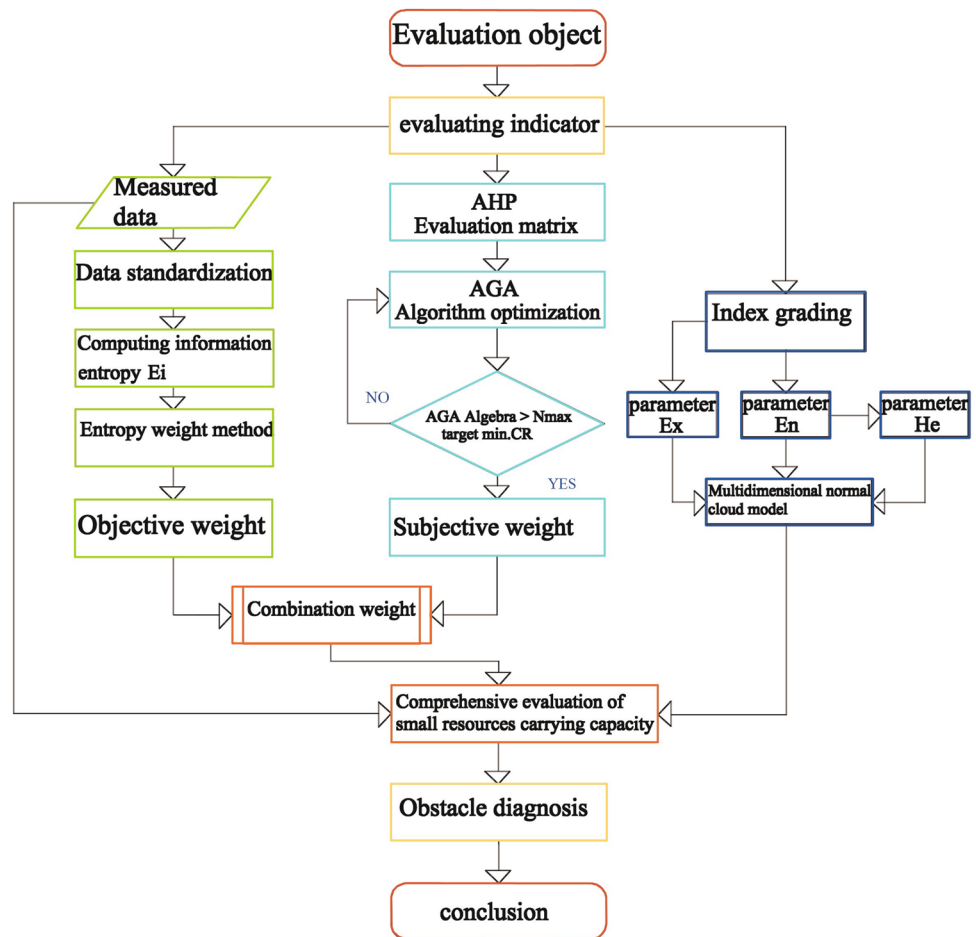 Evaluation object
evaluating indicator
Measured
data
AHP
Evaluation matrix
Data standardization
AGA
Algorithm optimization
Index grading
Computing information
entropy Ei
NO
AGA Algebra > Nmax
target min.CR
parameter
Ex
parameter
En
parameter
He
Entropy weight method
YES
Multidimensional normal
cloud model
Objective weight
Subjective weight
Combination weight
Comprehensive evaluation of
small resources carrying capacity
Obstacle diagnosis
conclusion